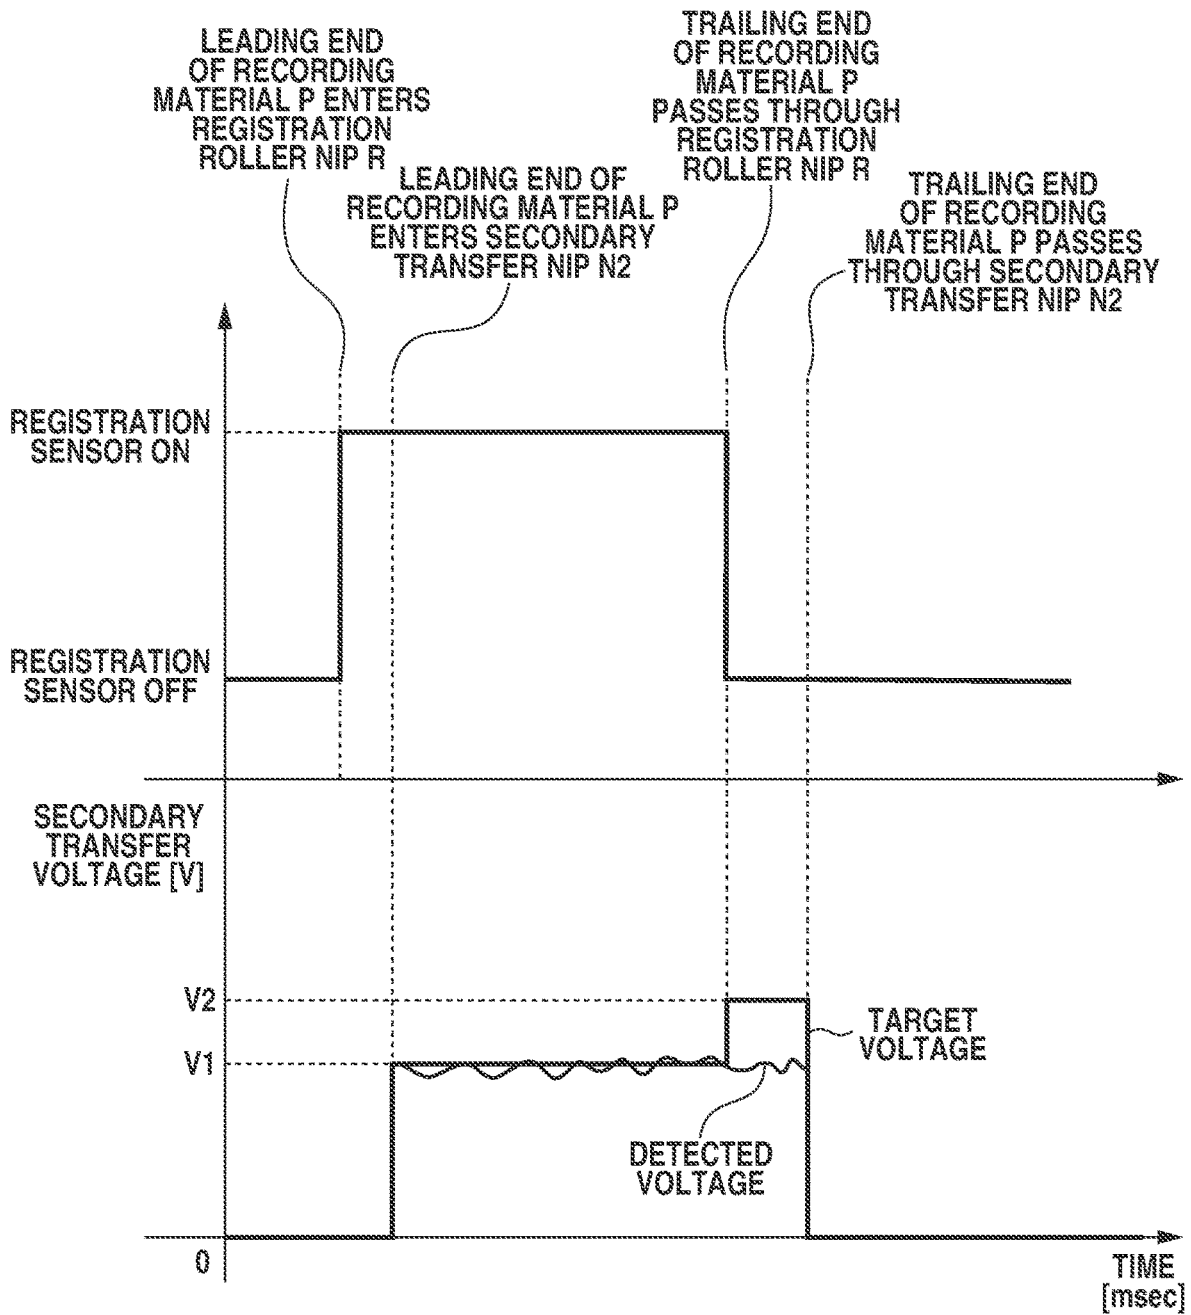 LEADING END
OF RECORDING
MATERIAL P ENTERS
REGISTRATION
ROLLER NIP R
LEADING END OF
RECORDING MATERIAL P
ENTERS SECONDARY
TRANSFER NIP N2
TRAILING END
OF RECORDING
MATERIAL P
PASSES THROUGH
REGISTRATION
ROLLER NIP R
TRAILING END
OF RECORDING
MATERIAL P PASSES
THROUGH SECONDARY
TRANSFER NIP N2
REGISTRATION
SENSOR ON
REGISTRATION
SENSOR OFF
SECONDARY
TRANSFER
VOLTAGE [V]
V2
V1
TARGET
VOLTAGE
DETECTED
VOLTAGE
0
TIME
[msec]